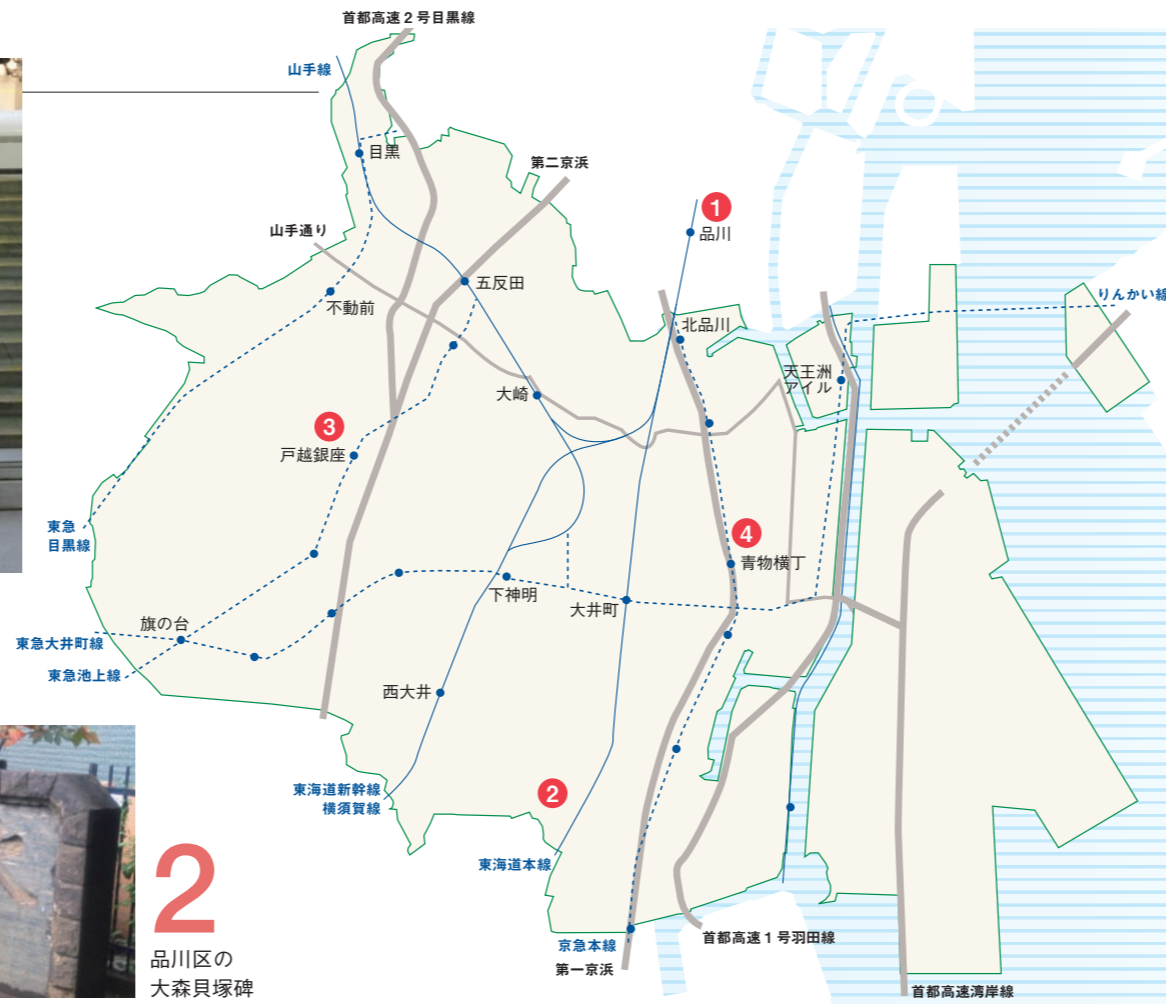 首都高速2号目黒線
山手線
目黒
第二京浜
1
品川
山手通り
五反田
不動前
りんかい線
北品川
天王洲
アイル
大崎
3
戸越銀座
東急
目黒線
4
青物横丁
下神明
大井町
旗の台
東急大井町線
東急池上線
西大井
東海道新幹線
横須賀線
2
東海道本線
2
品川区の
大森貝塚碑
京急本線
第一京浜
首都高速1号羽田線
首都高速湾岸線